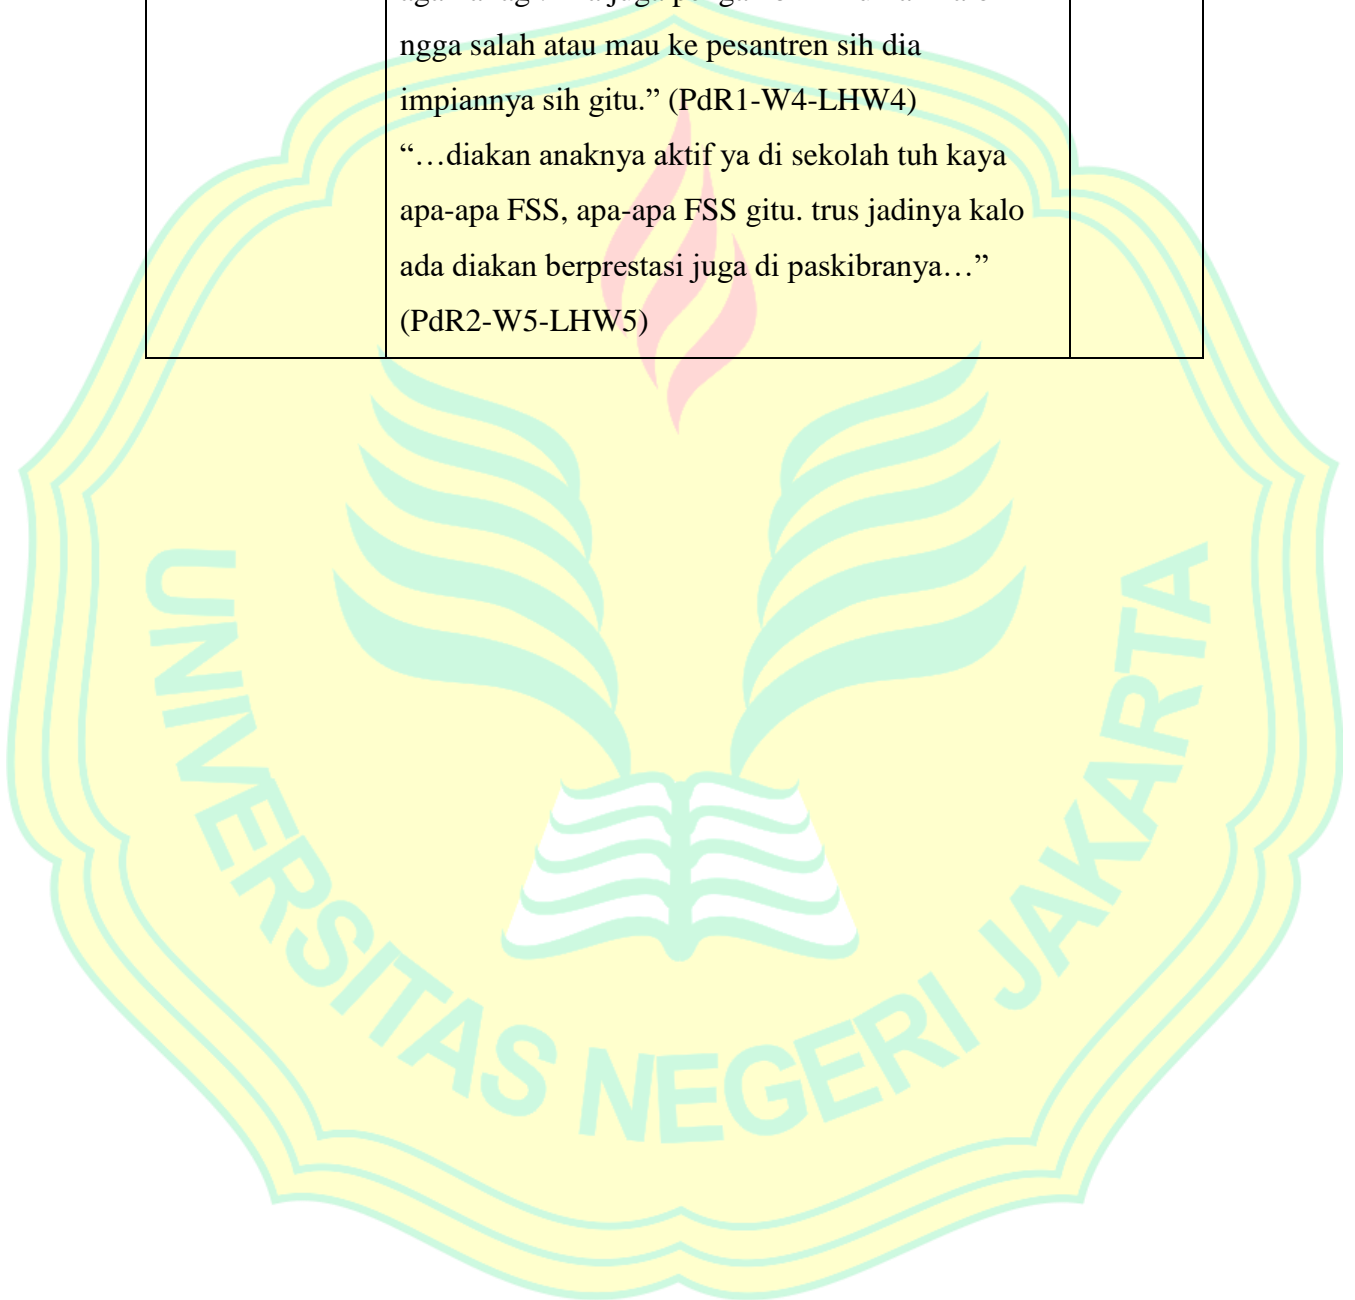 ngga salah atau mau ke pesantren sih dia
impiannya sih gitu.” (PdR1-W4-LHW4)
“…diakan anaknya aktif ya di sekolah tuh kaya
apa-apa FSS, apa-apa FSS gitu. trus jadinya kalo
ada diakan berprestasi juga di paskibranya…”
(PdR2-W5-LHW5)
UNIVERSITAS NEGERI JAKARTA